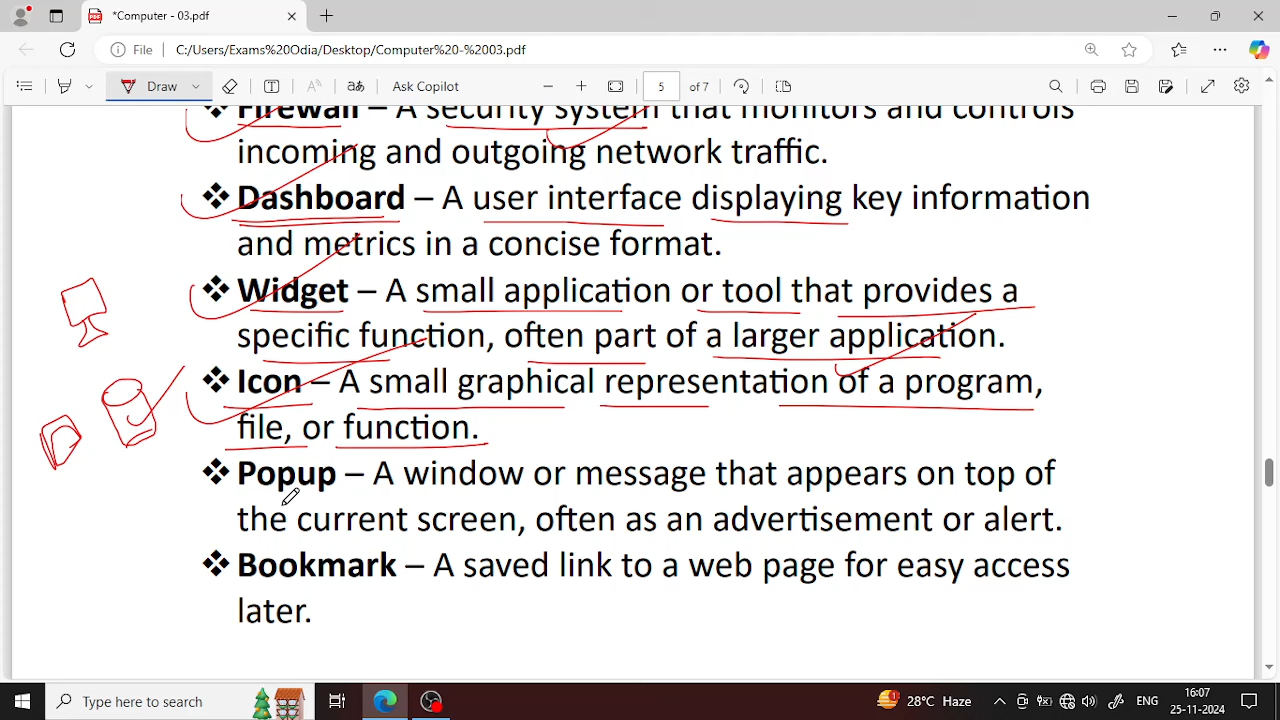 *Computer - 03.pdf
File
C:/Users/Exams%20Odia/Desktop/Computer%20-%2003.pdf
Draw
Ask Copilot
5 of 7
Firewall – A security system that monitors and controls
incoming and outgoing network traffic.
Dashboard – A user interface displaying key information
and metrics in a concise format.
Widget – A small application or tool that provides a
specific function, often part of a larger application.
Icon – A small graphical representation of a program,
file, or function.
Popup – A window or message that appears on top of
the current screen, often as an advertisement or alert.
Bookmark – A saved link to a web page for easy access
later.
Type here to search
28°C Haze
ENG
16:07
25-11-2024